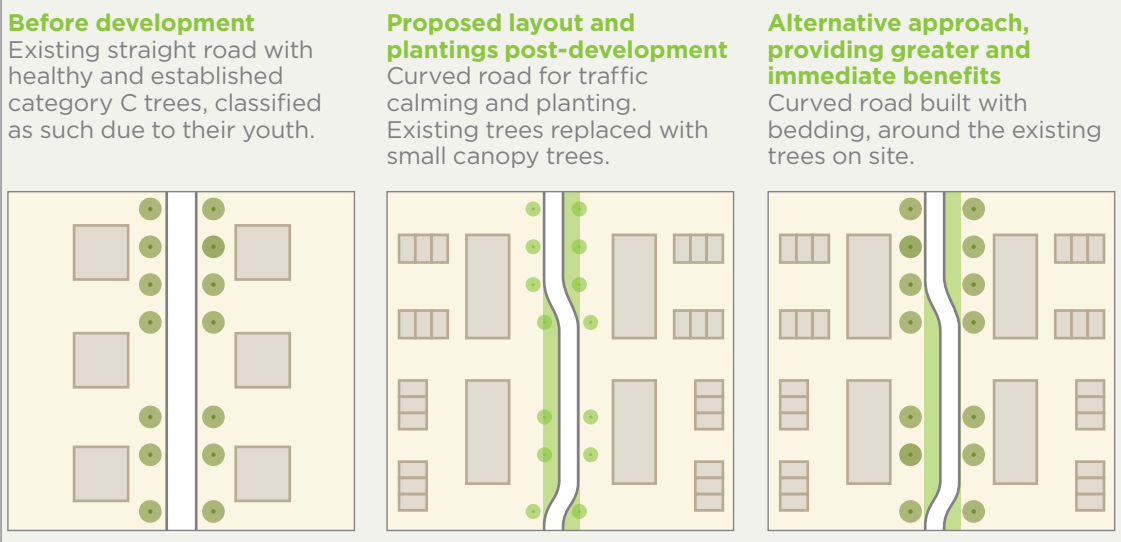 Before development
Existing straight road with
healthy and established
category C trees, classified
as such due to their youth.
Proposed layout and
plantings post-development
Curved road for traffic
calming and planting.
Existing trees replaced with
small canopy trees.
Alternative approach,
providing greater and
immediate benefits
Curved road built with
bedding, around the existing
trees on site.